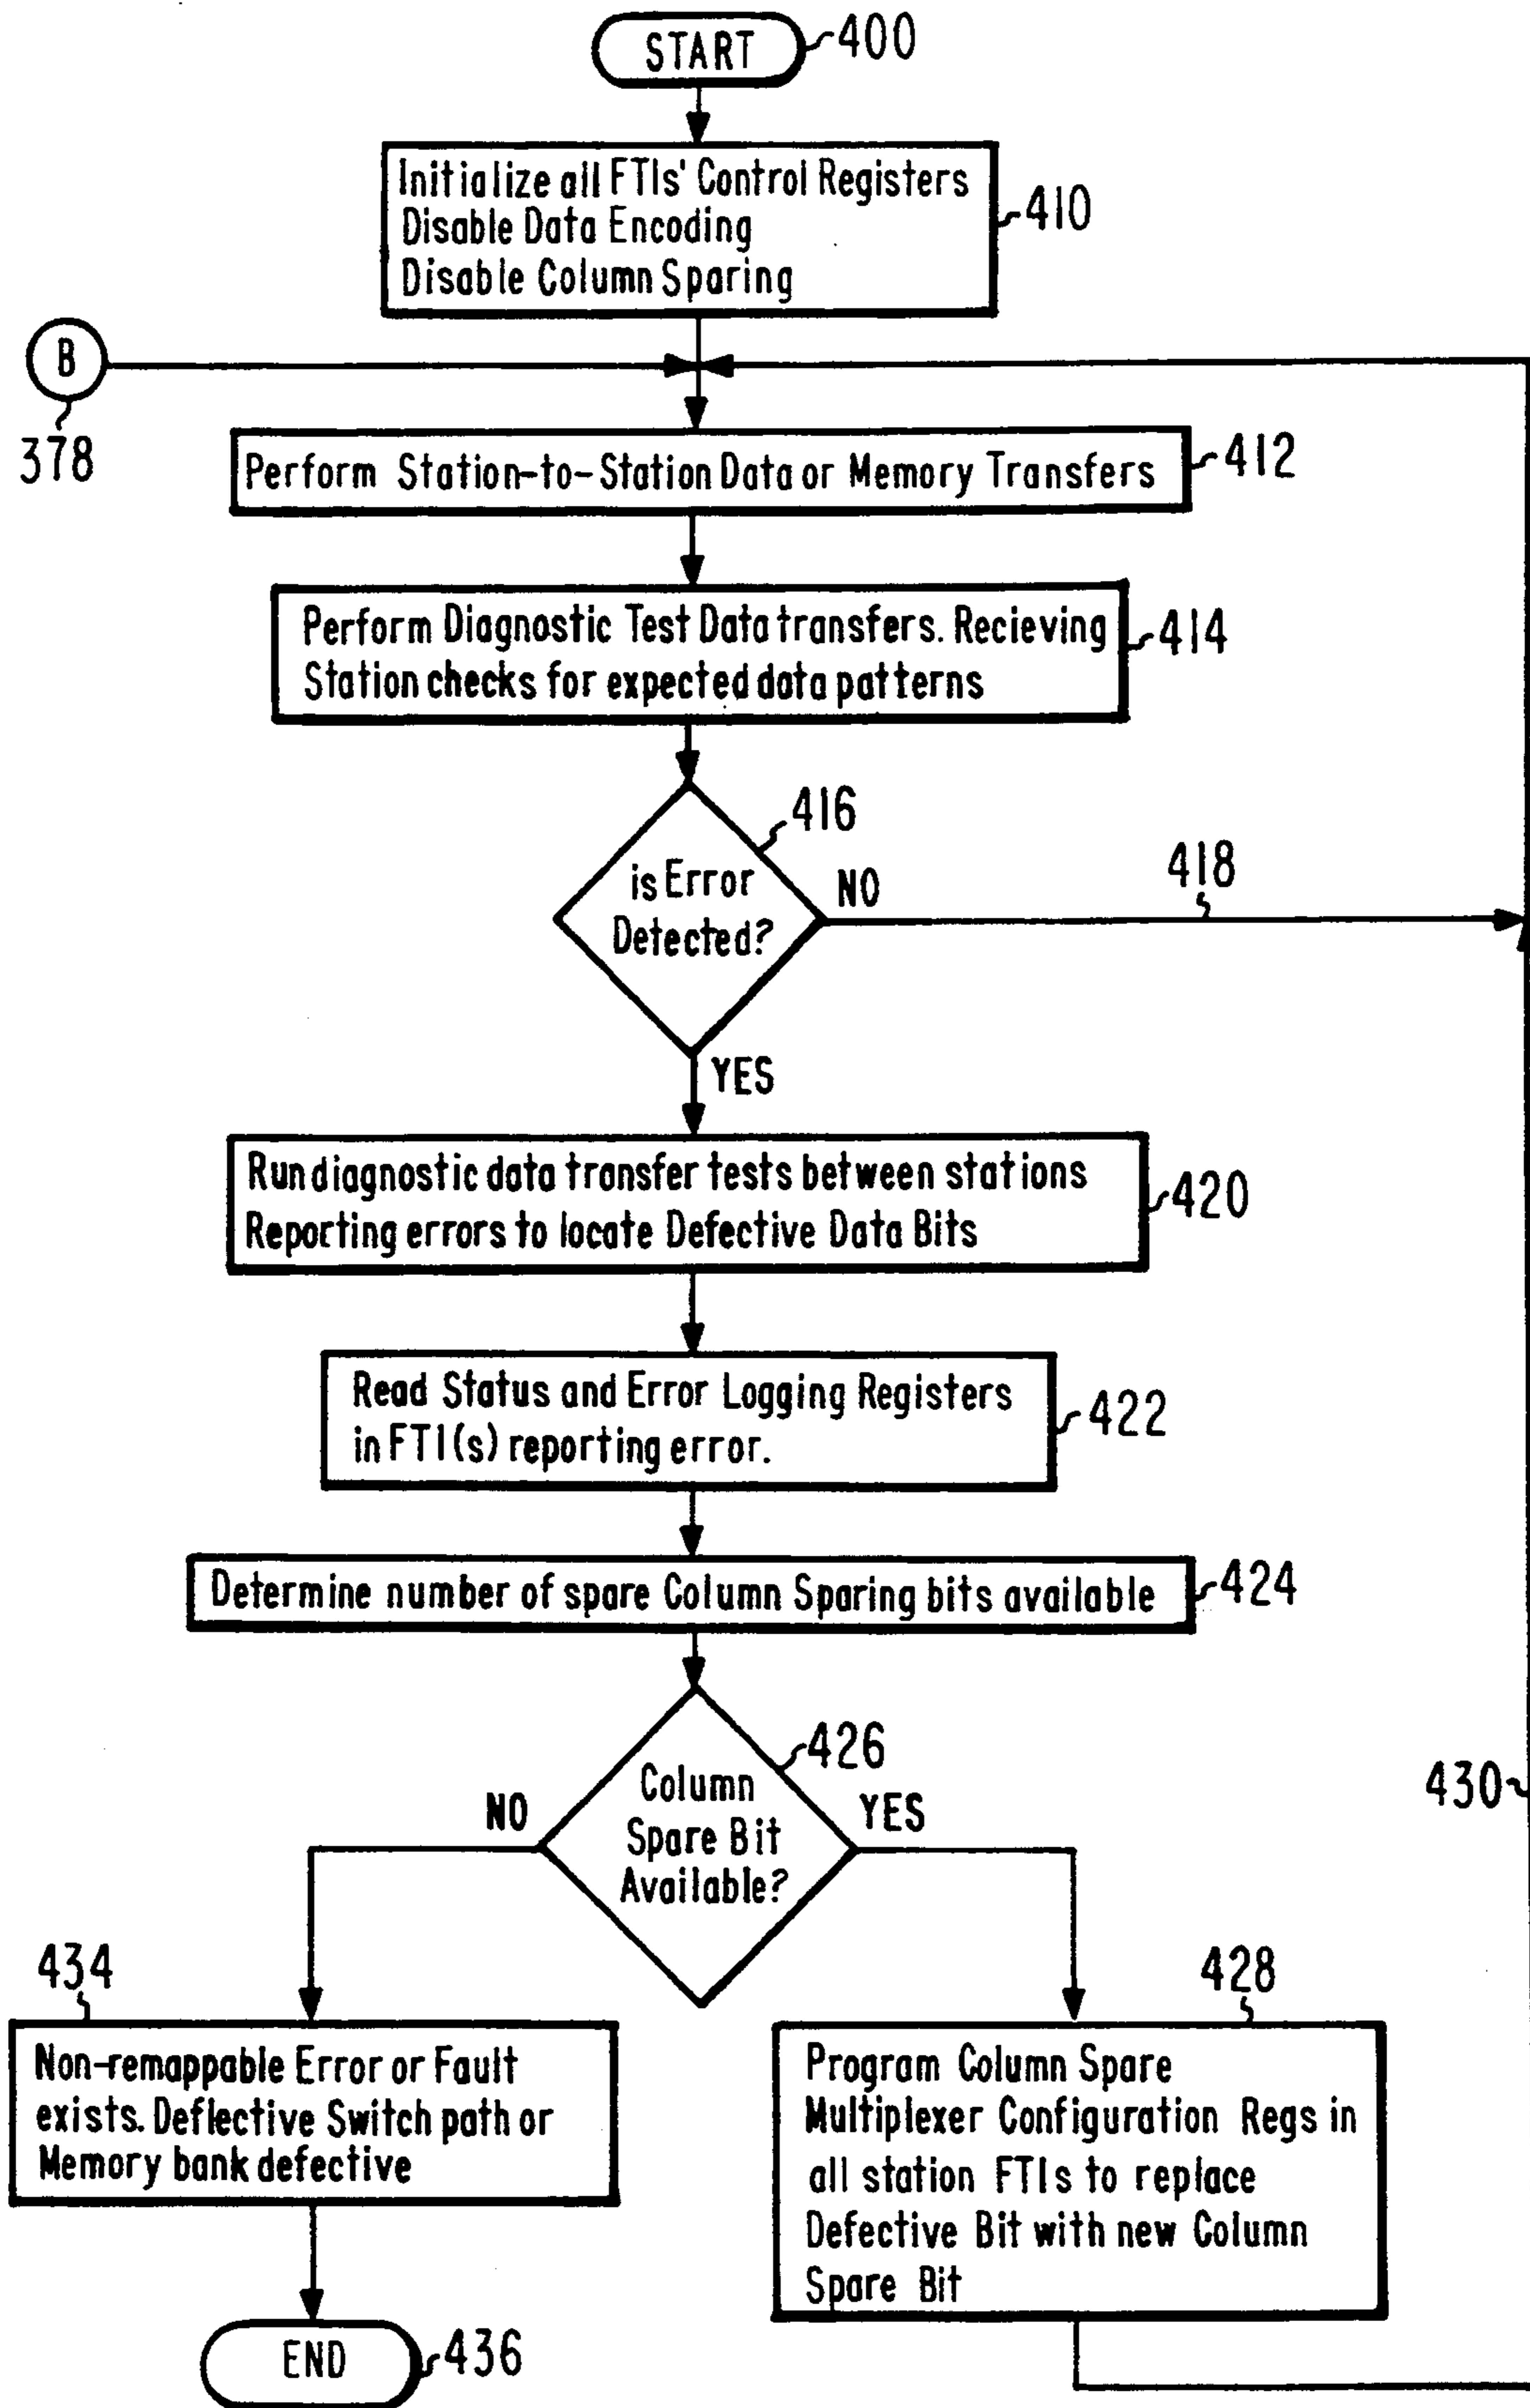 START
400
Initialize all FTIs' Control Registers
Disable Data Encoding
Disable Column Sparing
410
B
378
Perform Station-to-Station Data or Memory Transfers
412
Perform Diagnostic Test Data transfers. Recieving
Station checks for expected data patterns
414
416
is Error
Detected?
NO
418
YES
Run diagnostic data transfer tests between stations
Reporting errors to locate Defective Data Bits
420
Read Status and Error Logging Registers
in FTI(s) reporting error.
422
Determine number of spare Column Sparing bits available
424
426
Column
Spare Bit
Available?
NO
YES
430
434
Non-remappable Error or Fault
exists. Deflective Switch path or
Memory bank defective
428
Program Column Spare
Multiplexer Configuration Regs in
all station FTIs to replace
Defective Bit with new Column
Spare Bit
END
436